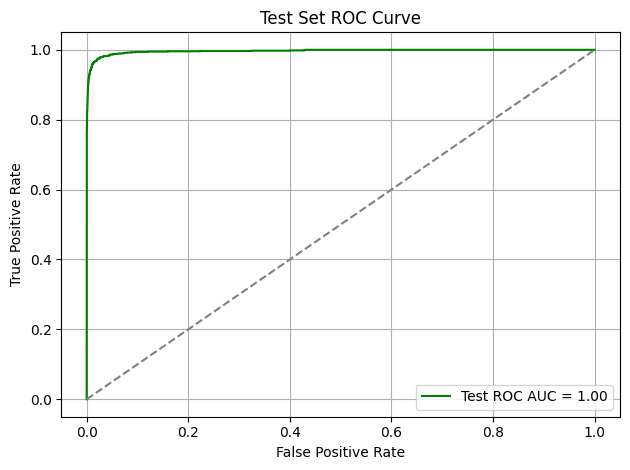 Test Set ROC Curve
True Positive Rate
1.0
0.8
0.6
0.4
0.2
0.0
0.0 0.2 0.4 0.6 0.8 1.0
False Positive Rate
Test ROC AUC = 1.00